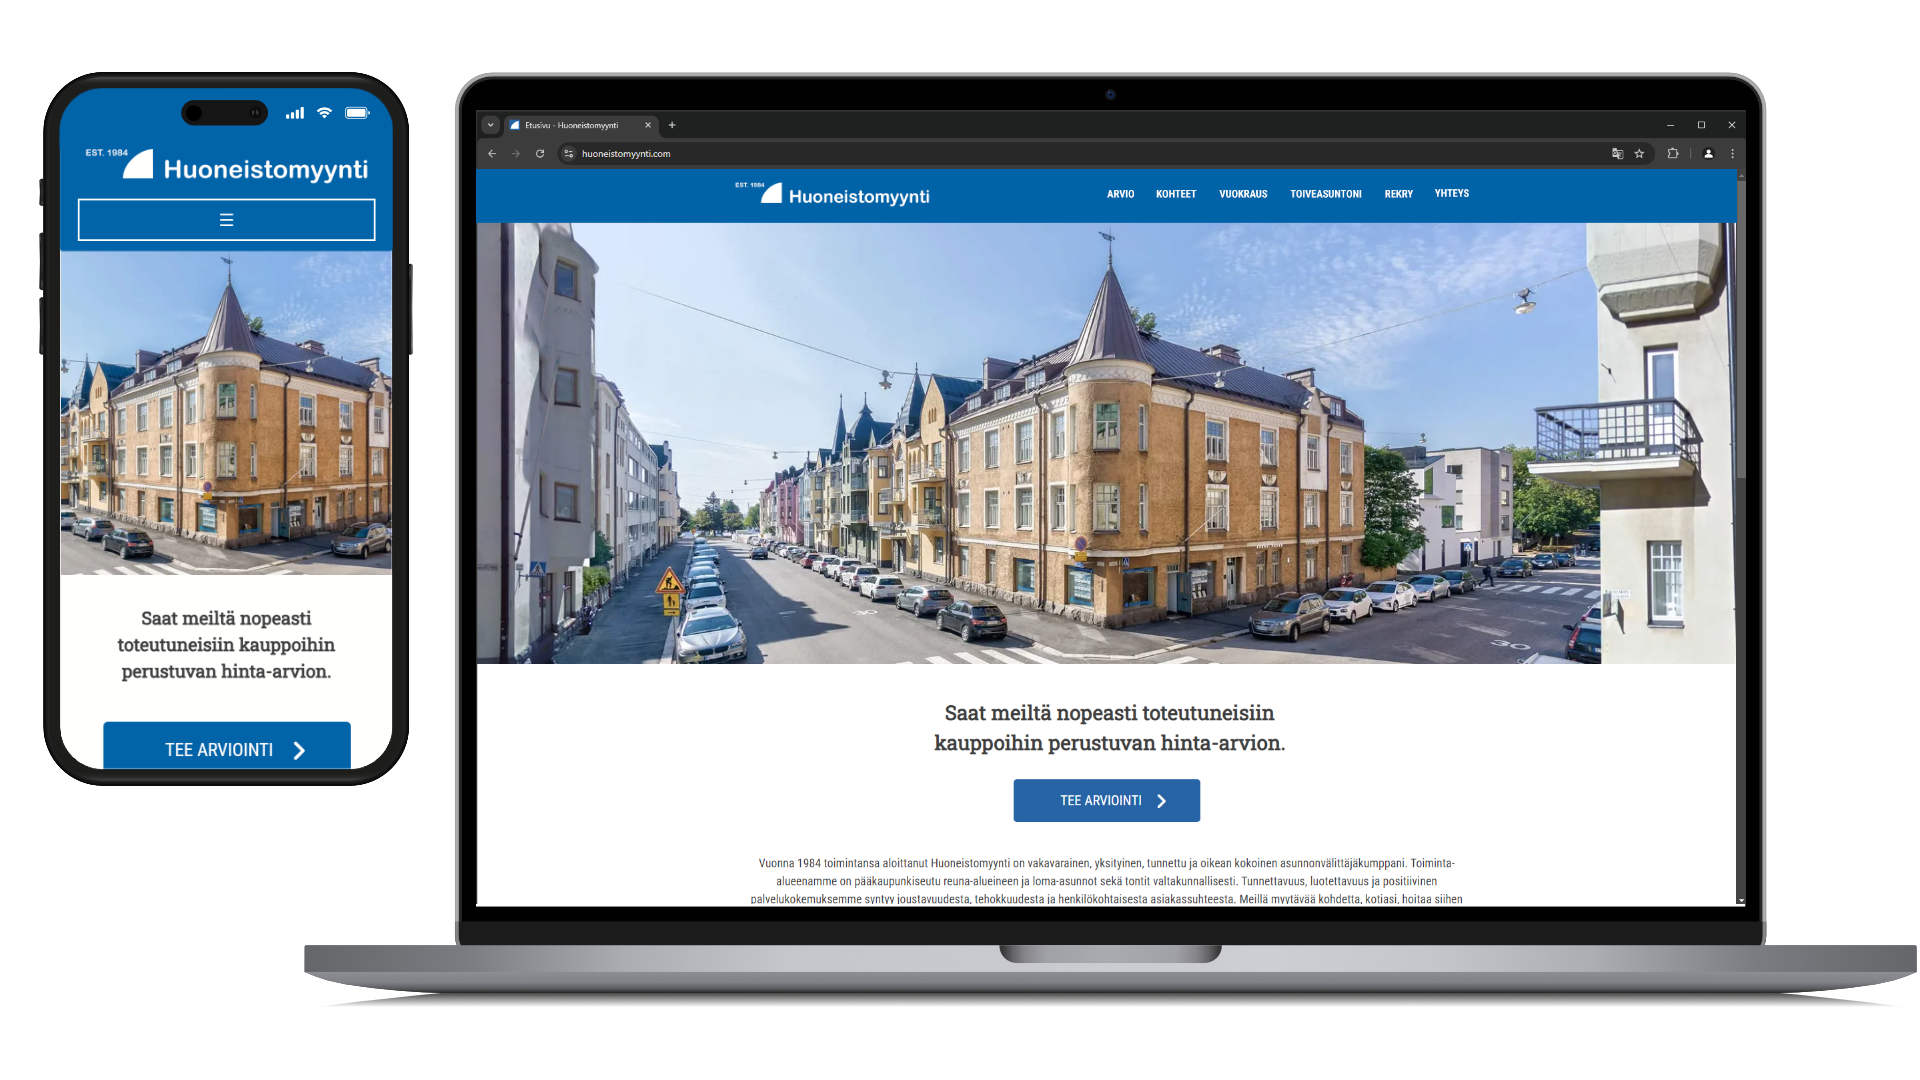 EST. 1984
Huoneistomyynti
☰
Saat meiltä nopeasti
toteutuneisiin kauppoihin
perustuvan hinta-arvion.
TEE ARVIOINTI
Etusivu - Huoneistomyynti
huoneistomyynti.com
EST. 1984
Huoneistomyynti
ARVIO KOHTEET VUOKRAUS TOIVEASUNTONI REKRY YHTEYS
30
30
Saat meiltä nopeasti toteutuneisiin
kauppoihin perustuvan hinta-arvion.
TEE ARVIOINTI
Vuonna 1984 toimintansa aloittanut Huoneistomyynti on vakavarainen, yksityinen, tunnettu ja oikean kokoinen asunnonvälittäjäkumppani. Toiminta-
alueenamme on pääkaupunkiseutu reuna-alueineen ja loma-asunnot sekä tontit valtakunnallisesti. Tunnettavuus, luotettavuus ja positiivinen
palvelukokemuksemme syntyy joustavuudesta, tehokkuudesta ja henkilökohtaisesta asiakassuhteesta. Meillä myytävää kohdetta, kotiasi, hoitaa siihen